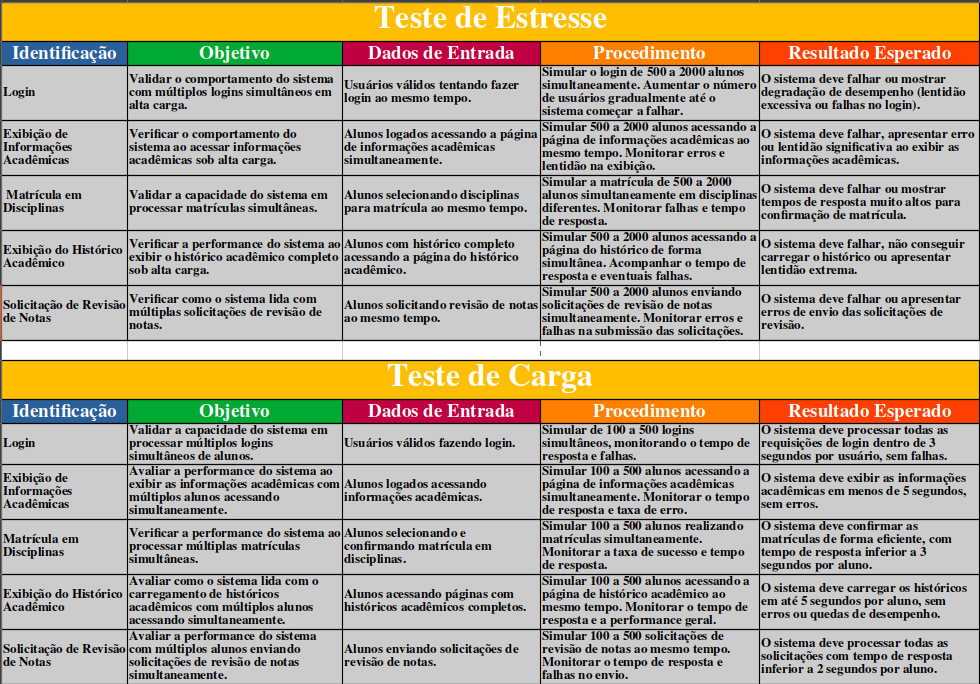 Teste de Estresse
Identificação Objetivo Dados de Entrada Procedimento Resultado Esperado
Login
Validar o comportamento do sistema
com múltiplos logins simultâneos em
alta carga.
Usuários válidos tentando fazer
login ao mesmo tempo.
Simular o login de 500 a 2000 alunos
simultaneamente. Aumentar o número
de usuários gradualmente até o
sistema começar a falhar.
O sistema deve falhar ou mostrar
degradação de desempenho (lentidão
excessiva ou falhas no login).
Exibição de
Informações
Acadêmicas
Verificar o comportamento do
sistema ao acessar informações
acadêmicas sob alta carga.
Alunos logados acessando a página
de informações acadêmicas
simultaneamente.
Simular 500 a 2000 alunos acessando a
página de informações acadêmicas ao
mesmo tempo. Monitorar erros e
lentidão na exibição.
O sistema deve falhar, apresentar erro
ou lentidão significativa ao exibir as
informações acadêmicas.
Matrícula em
Disciplinas
Validar a capacidade do sistema em
processar matrículas simultâneas.
Alunos selecionando disciplinas
para matrícula ao mesmo tempo.
Simular a matrícula de 500 a 2000
alunos simultaneamente em disciplinas
diferentes. Monitorar falhas e tempo
de resposta.
O sistema deve falhar ou mostrar
tempos de resposta muito altos para
confirmação de matrícula.
Exibição do Histórico
Acadêmico
Verificar a performance do sistema ao
exibir o histórico acadêmico completo
sob alta carga.
Alunos com histórico completo
acessando a página do histórico
acadêmico.
Simular 500 a 2000 alunos acessando a
página do histórico de forma
simultânea. Acompanhar o tempo de
resposta e eventuais falhas.
O sistema deve falhar, não conseguir
carregar o histórico ou apresentar
lentidão extrema.
Solicitação de Revisão
de Notas
Verificar como o sistema lida com
múltiplas solicitações de revisão de
notas.
Alunos solicitando revisão de notas
ao mesmo tempo.
Simular 500 a 2000 alunos enviando
solicitações de revisão de notas
simultaneamente. Monitorar erros e
falhas na submissão das solicitações.
O sistema deve falhar ou apresentar
erros de envio das solicitações de
revisão.
Teste de Carga
Identificação Objetivo Dados de Entrada Procedimento Resultado Esperado
Login
Validar a capacidade do sistema em
processar múltiplos logins
simultâneos de alunos.
Usuários válidos fazendo login.
Simular de 100 a 500 logins
simultâneos, monitorando o tempo de
resposta e falhas.
O sistema deve processar todas as
requisições de login dentro de 3
segundos por usuário, sem falhas.
Exibição de
Informações
Acadêmicas
Avaliar a performance do sistema ao
exibir as informações acadêmicas com
múltiplos alunos acessando
simultaneamente.
Alunos logados acessando
informações acadêmicas.
Simular 100 a 500 alunos acessando a
página de informações acadêmicas
simultaneamente. Monitorar o tempo
de resposta e taxa de erro.
O sistema deve exibir as informações
acadêmicas em menos de 5 segundos,
sem erros.
Matrícula em
Disciplinas
Verificar a performance do sistema ao
processar múltiplas matrículas
simultâneas.
Alunos selecionando e
confirmando matrícula em
disciplinas.
Simular 100 a 500 alunos realizando
matrículas simultaneamente.
Monitorar a taxa de sucesso e tempo
de resposta.
O sistema deve confirmar as
matrículas de forma eficiente, com
tempo de resposta inferior a 3
segundos por aluno.
Exibição do Histórico
Acadêmico
Avaliar como o sistema lida com o
carregamento de históricos
acadêmicos com múltiplos alunos
acessando simultaneamente.
Alunos acessando páginas com
históricos acadêmicos completos.
Simular 100 a 500 alunos acessando a
página de histórico acadêmico ao
mesmo tempo. Monitorar o tempo de
resposta e a performance geral.
O sistema deve carregar os históricos
em até 5 segundos por aluno, sem
erros ou quedas de desempenho.
Solicitação de Revisão
de Notas
Avaliar a performance do sistema
com múltiplos alunos enviando
solicitações de revisão de notas
simultaneamente.
Alunos enviando solicitações de
revisão de notas.
Simular 100 a 500 solicitações de
revisão de notas ao mesmo tempo.
Monitorar o tempo de resposta e
falhas no envio.
O sistema deve processar todas as
solicitações com tempo de resposta
inferior a 2 segundos por aluno.